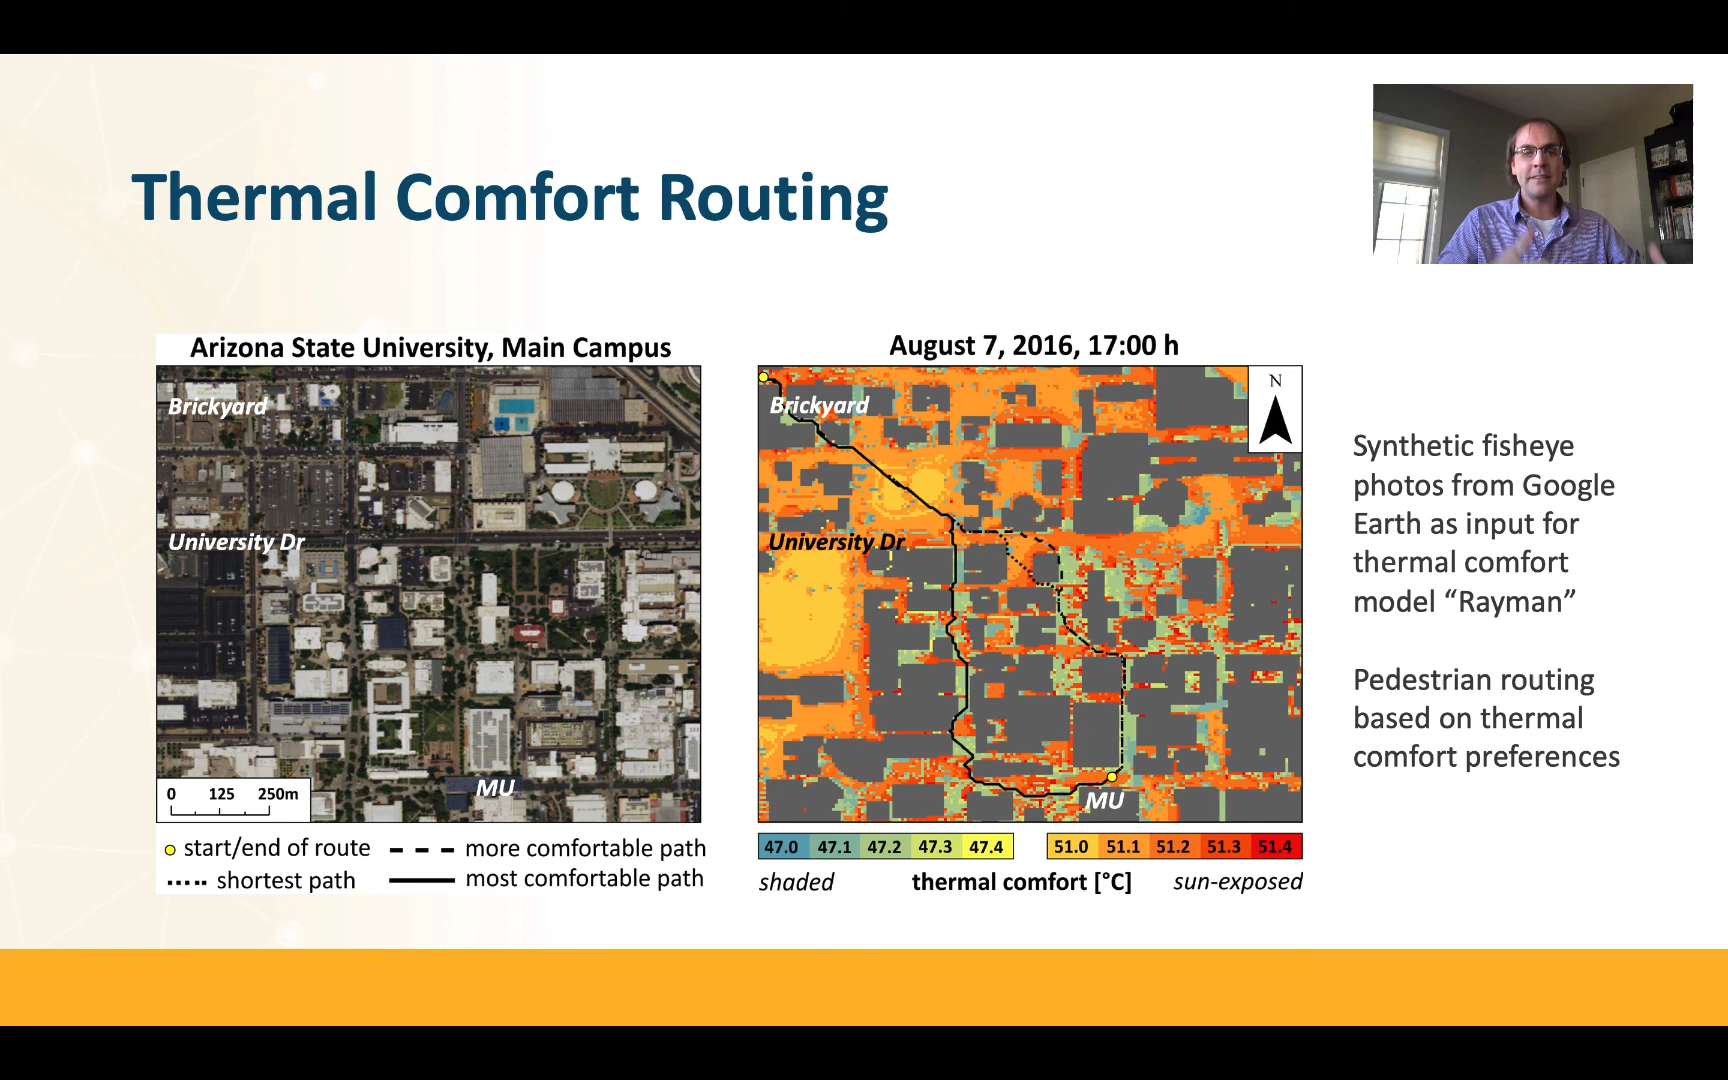 Thermal Comfort Routing
Arizona State University, Main Campus
Brickyard
University Dr
MU
0 125 250m
start/end of route
more comfortable path
shortest path
most comfortable path
August 7, 2016, 17:00 h
N
Brickyard
University Dr
MU
47.0 47.1 47.2 47.3 47.4 51.0 51.1 51.2 51.3 51.4
shaded thermal comfort [°C] sun-exposed
Synthetic fisheye
photos from Google
Earth as input for
thermal comfort
model “Rayman”
Pedestrian routing
based on thermal
comfort preferences